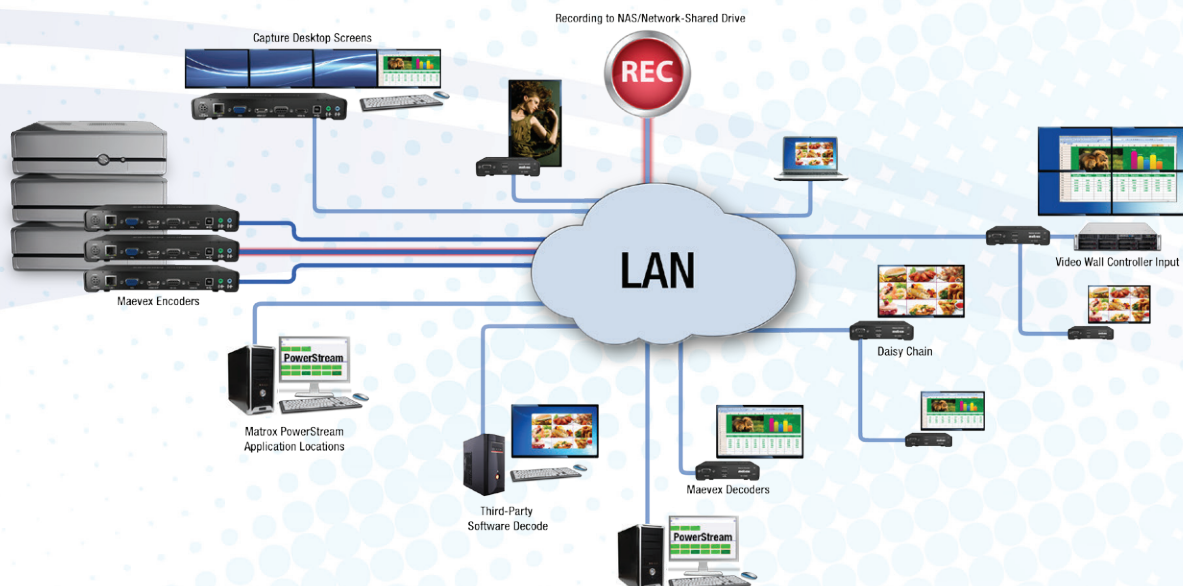 Recording to NAS/Network-Shared Drive
Capture Desktop Screens
REC
LAN
Video Wall Controller Input
Maevex Encoders
Daisy Chain
PowerStream
Matrox PowerStream
Application Locations
Maevex Decoders
Third-Party
Software Decode
PowerStream